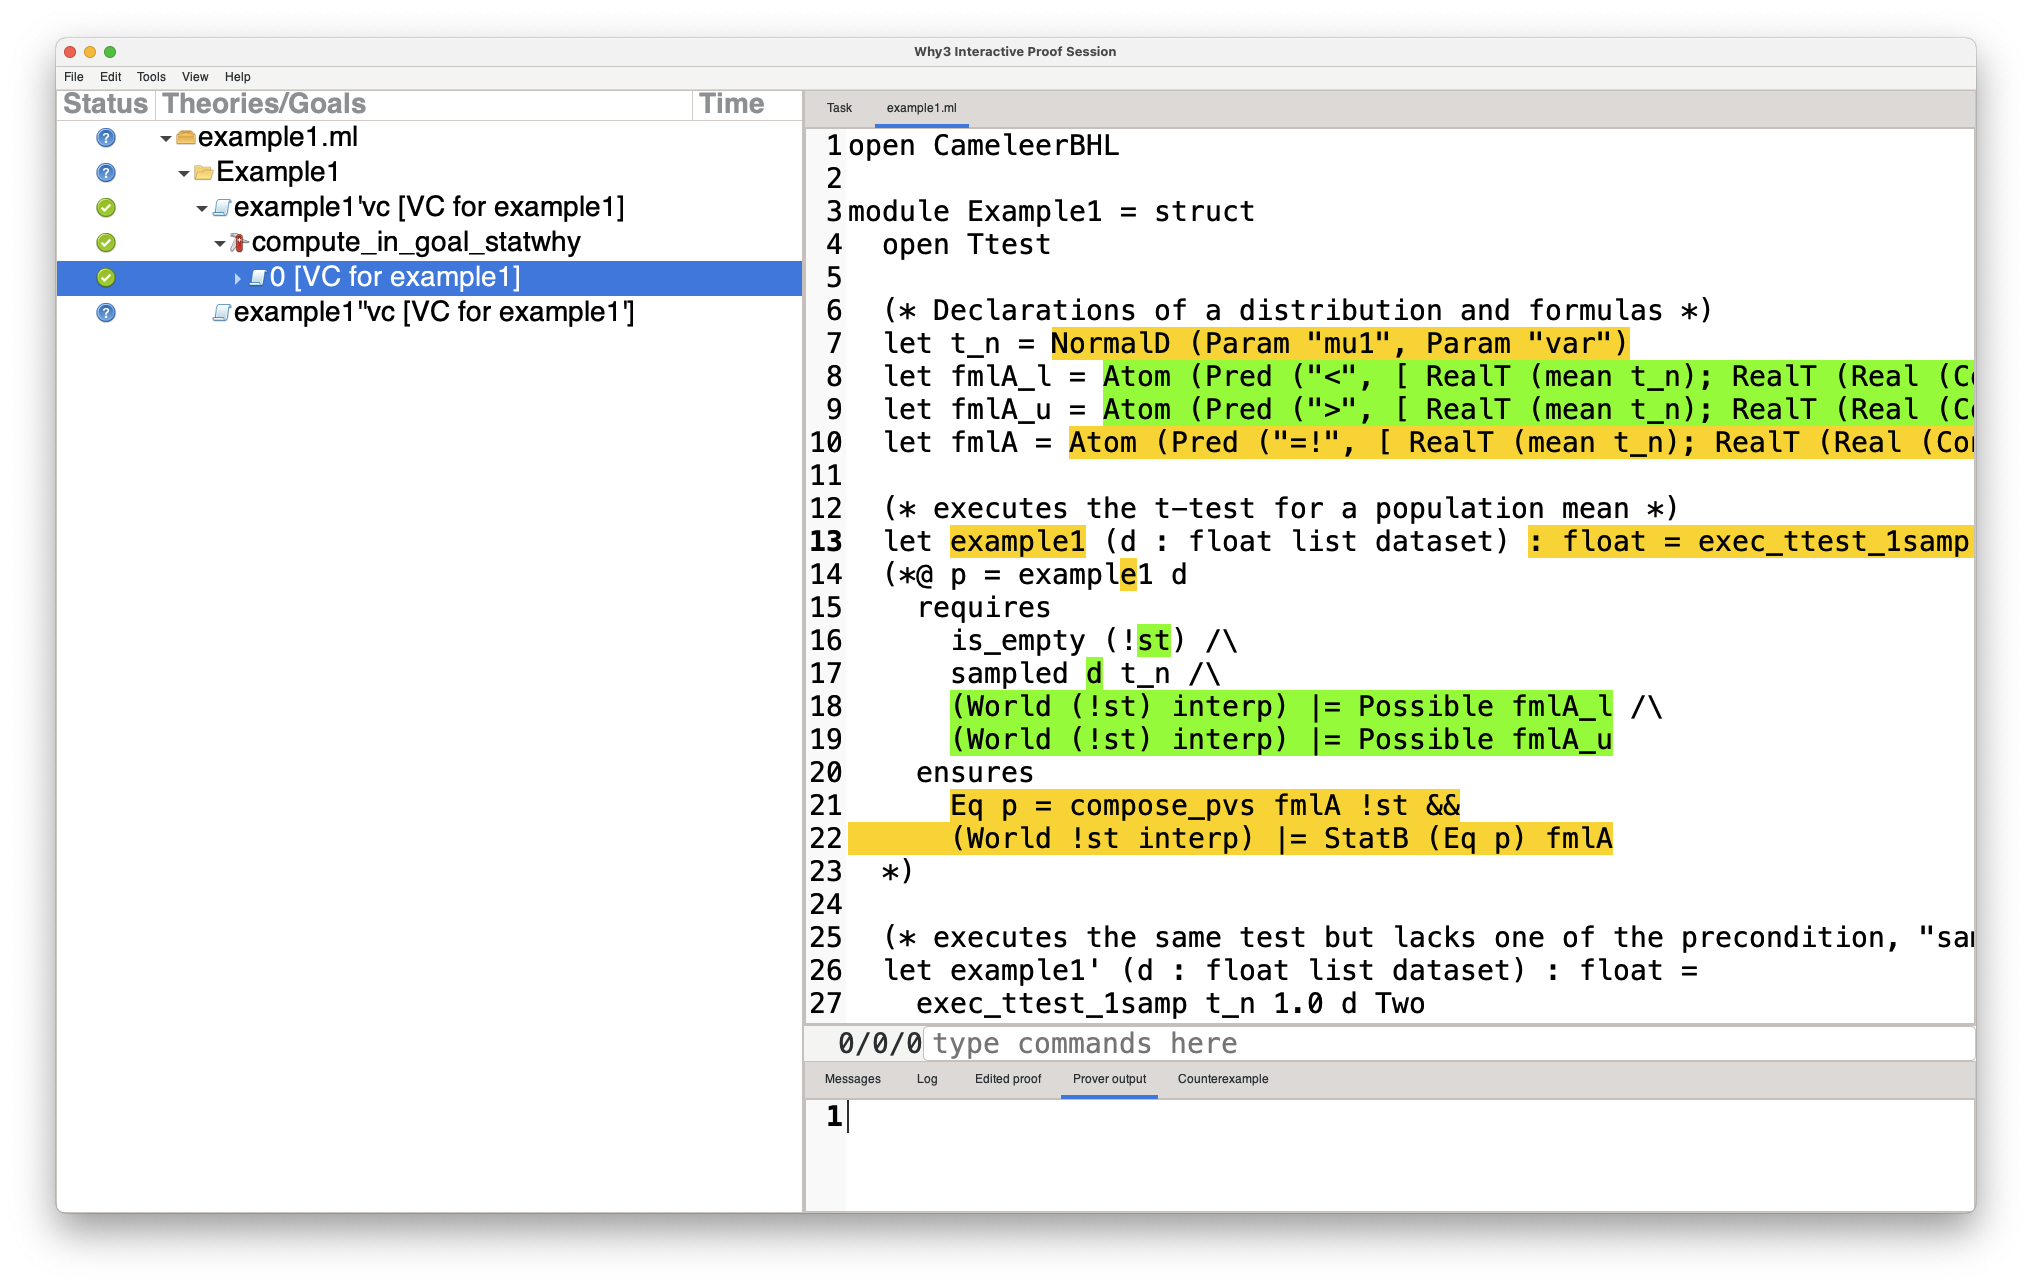 Why3 Interactive Proof Session
File Edit Tools View Help
Status Theories/Goals Time
example1.ml
Example1
example1'vc [VC for example1]
compute_in_goal_statwhy
0 [VC for example1]
example1''vc [VC for example1']
Task example1.ml
1 open CameleerBHL
2
3 module Example1 = struct
4 open Ttest
5
6 (* Declarations of a distribution and formulas *)
7 let t_n = NormalD (Param "mu1", Param "var")
8 let fmlA_l = Atom (Pred ("<", [ RealT (mean t_n); RealT (Real (Co
9 let fmlA_u = Atom (Pred (">", [ RealT (mean t_n); RealT (Real (Co
10 let fmlA = Atom (Pred ("=!", [ RealT (mean t_n); RealT (Real (Con
11
12 (* executes the t-test for a population mean *)
13 let example1 (d : float list dataset) : float = exec_ttest_1samp
14 (*@ p = example1 d
15 requires
16 is_empty (!st) /\
17 sampled d t_n /\
18 (World (!st) interp) |= Possible fmlA_l /\
19 (World (!st) interp) |= Possible fmlA_u
20 ensures
21 Eq p = compose_pvs fmlA !st &&
22 (World !st interp) |= StatB (Eq p) fmlA
23 *)
24
25 (* executes the same test but lacks one of the precondition, "sam
26 let example1' (d : float list dataset) : float =
27 exec_ttest_1samp t_n 1.0 d Two
0/0/0 type commands here
Messages Log Edited proof Prover output Counterexample
1